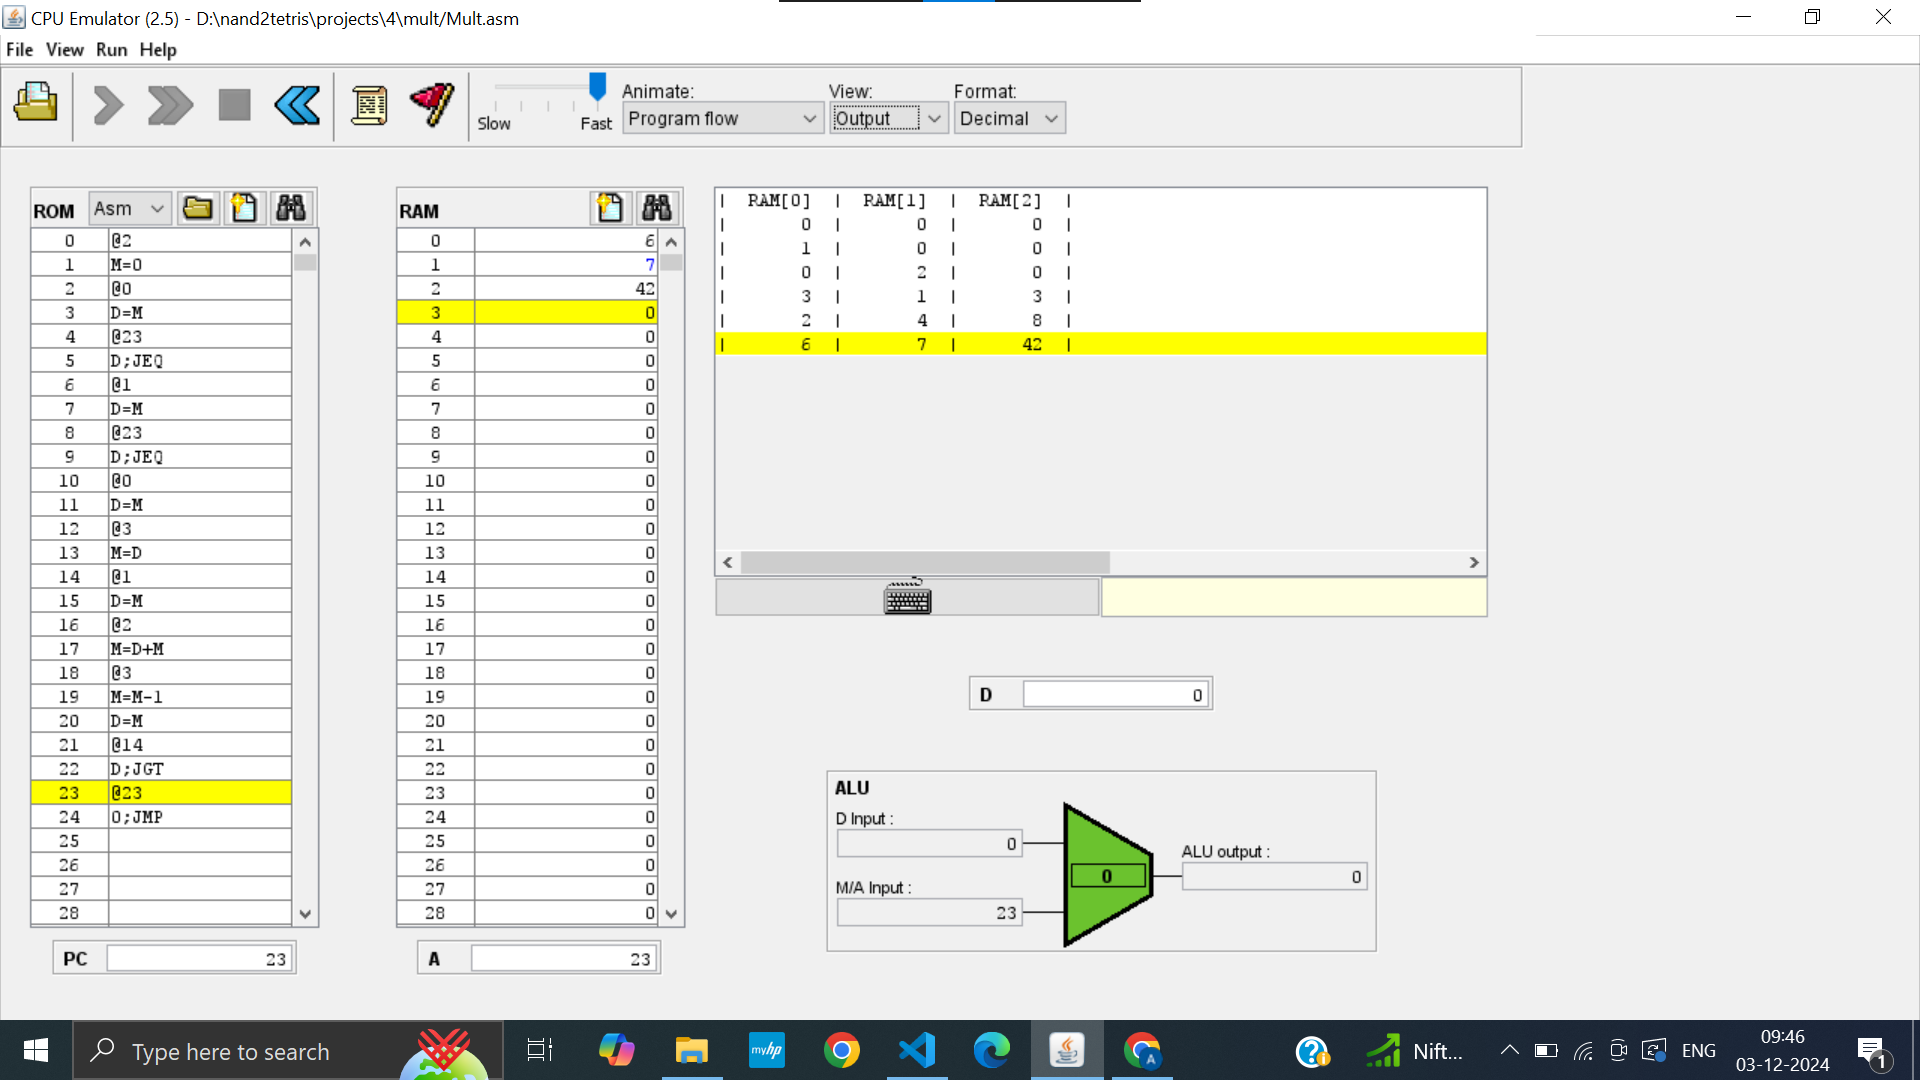 CPU Emulator (2.5) - D:\nand2tetris\projects\4\mult/Mult.asm
File View Run Help
Slow Fast
Animate:
Program flow
View:
Output
Format:
Decimal
ROM Asm
0 @2
1 M=0
2 @0
3 D=M
4 @23
5 D;JEQ
6 @1
7 D=M
8 @23
9 D;JEQ
10 @0
11 D=M
12 @3
13 M=D
14 @1
15 D=M
16 @2
17 M=D+M
18 @3
19 M=M-1
20 D=M
21 @14
22 D;JGT
23 @23
24 0;JMP
25
26
27
28
PC 23
RAM
0 6
1 7
2 42
3 0
4 0
5 0
6 0
7 0
8 0
9 0
10 0
11 0
12 0
13 0
14 0
15 0
16 0
17 0
18 0
19 0
20 0
21 0
22 0
23 0
24 0
25 0
26 0
27 0
28 0
A 23
| RAM[0] | RAM[1] | RAM[2] |
| 0 | 0 | 0 |
| 1 | 0 | 0 |
| 0 | 2 | 0 |
| 3 | 1 | 3 |
| 2 | 4 | 8 |
| 6 | 7 | 42 |
D 0
ALU
D Input :
0
M/A Input :
23
0
ALU output :
0
Type here to search
myhp
A
Nift...
ENG
09:46
03-12-2024
1